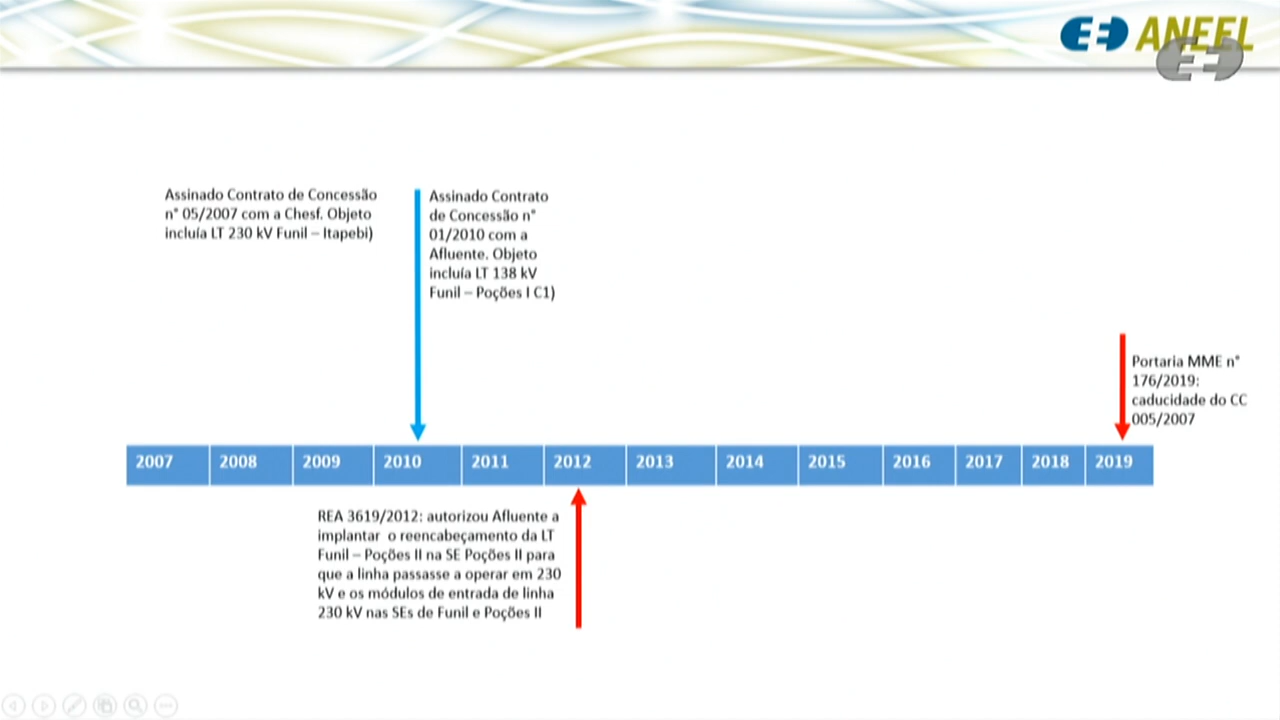 ANEEL
Assinado Contrato de Concessão
n° 05/2007 com a Chesf. Objeto
incluía LT 230 kV Funil – Itapebi)
Assinado Contrato
de Concessão n°
01/2010 com a
Afluente. Objeto
incluía LT 138 kV
Funil – Poções I C1)
Portaria MME n°
176/2019:
caducidade do CC
005/2007
2007 2008 2009 2010 2011 2012 2013 2014 2015 2016 2017 2018 2019
REA 3619/2012: autorizou Afluente a
implantar o reencabeçamento da LT
Funil – Poções II na SE Poções II para
que a linha passasse a operar em 230
kV e os módulos de entrada de linha
230 kV nas SEs de Funil e Poções II